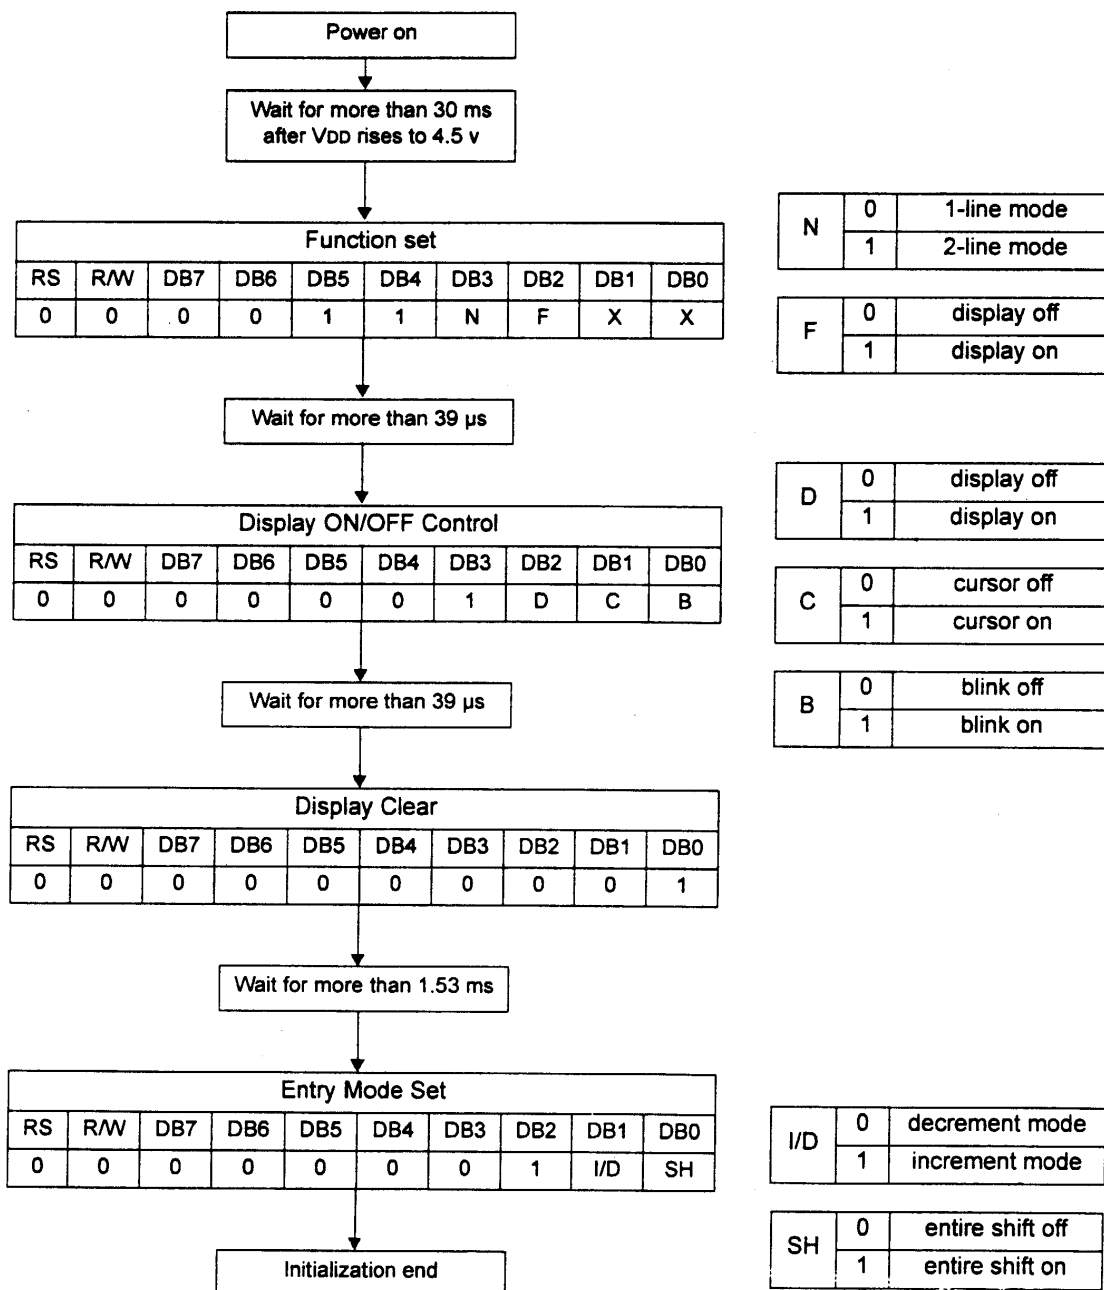 Power on
Wait for more than 30 ms
after VDD rises to 4.5 v
Function set
RS R/W DB7 DB6 DB5 DB4 DB3 DB2 DB1 DB0
0 0 0 0 1 1 N F X X
N 0 1-line mode
1 2-line mode
F 0 display off
1 display on
Wait for more than 39 µs
Display ON/OFF Control
RS R/W DB7 DB6 DB5 DB4 DB3 DB2 DB1 DB0
0 0 0 0 0 0 1 D C B
D 0 display off
1 display on
C 0 cursor off
1 cursor on
B 0 blink off
1 blink on
Wait for more than 39 µs
Display Clear
RS R/W DB7 DB6 DB5 DB4 DB3 DB2 DB1 DB0
0 0 0 0 0 0 0 0 0 1
Wait for more than 1.53 ms
Entry Mode Set
RS R/W DB7 DB6 DB5 DB4 DB3 DB2 DB1 DB0
0 0 0 0 0 0 0 1 I/D SH
I/D 0 decrement mode
1 increment mode
SH 0 entire shift off
1 entire shift on
Initialization end